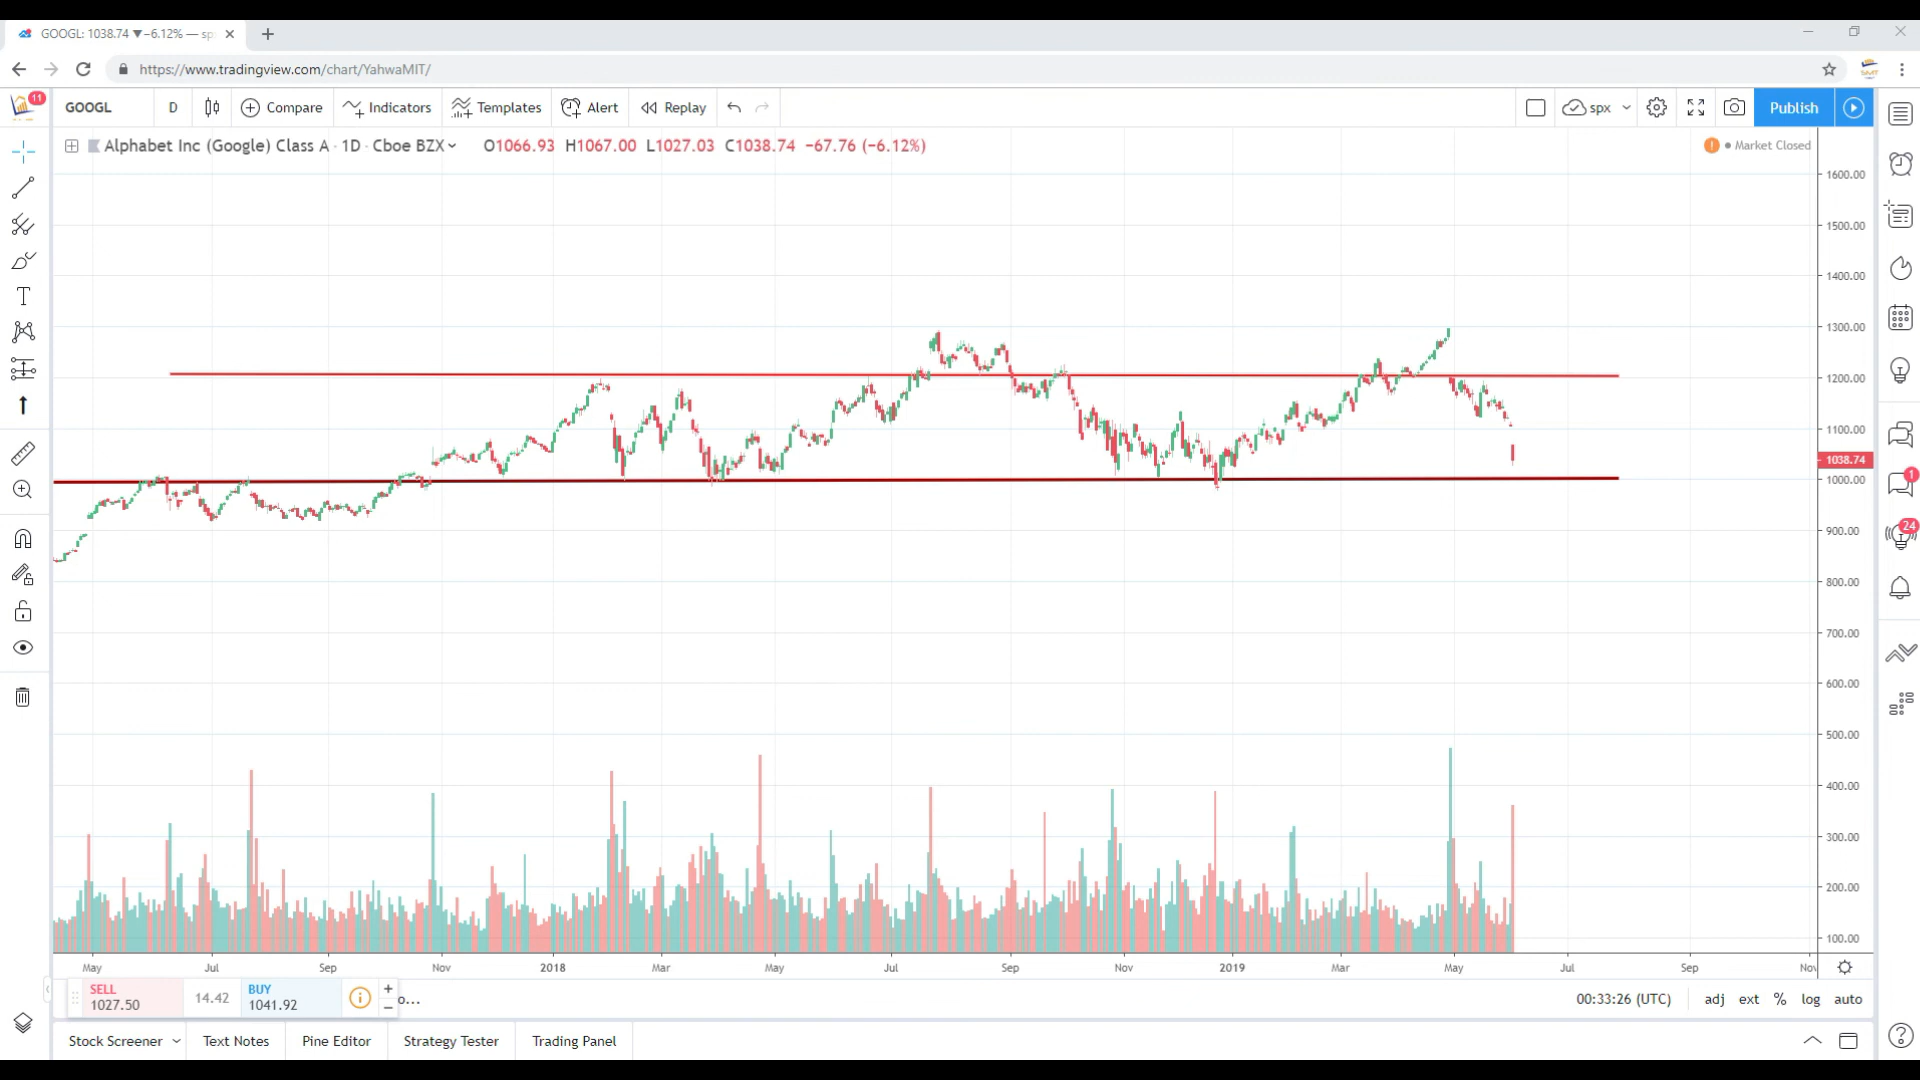 GOOGL: 1038.74 ▼−6.12% — sp
https://www.tradingview.com/chart/YahwaMIT/
11
GOOGL
D
Compare
Indicators
Templates
Alert
Replay
spx
Publish
Alphabet Inc (Google) Class A · 1D · Cboe BZX
O1066.93 H1067.00 L1027.03 C1038.74 −67.76 (−6.12%)
Market Closed
1600.00
1500.00
1400.00
1300.00
1200.00
1100.00
1038.74
1000.00
900.00
800.00
700.00
600.00
500.00
400.00
300.00
200.00
100.00
1
24
May Jul Sep Nov 2018 Mar May Jul Sep Nov 2019 Mar May Jul Sep Nov
SELL
1027.50
14.42
BUY
1041.92
o...
00:33:26 (UTC)
adj ext % log auto
Stock Screener
Text Notes
Pine Editor
Strategy Tester
Trading Panel